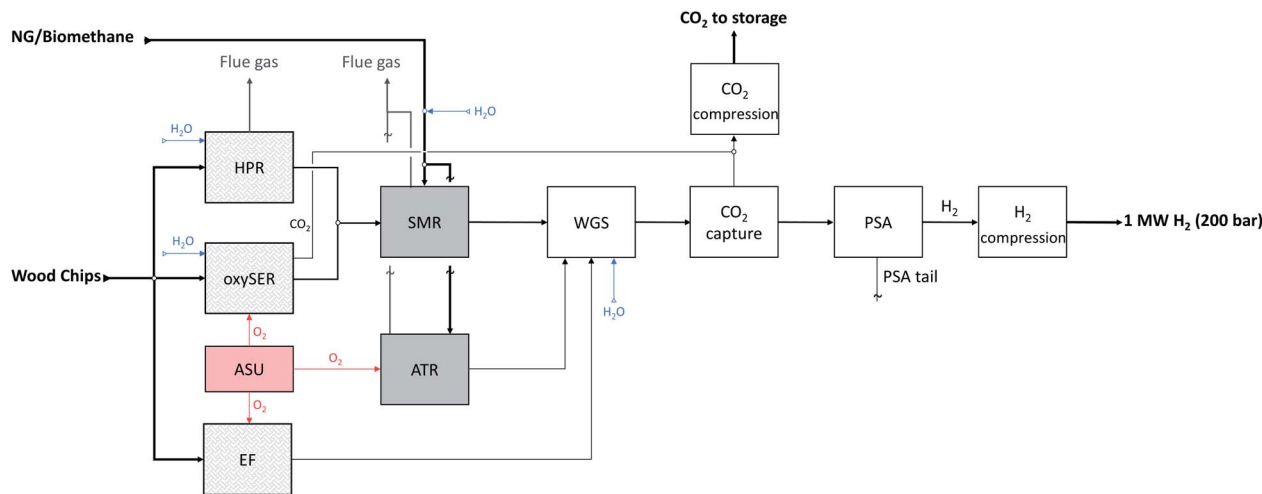 CO₂ to storage
NG/Biomethane
Flue gas
Flue gas
CO₂
compression
H₂O
H₂O
HPR
CO₂
SMR
WGS
CO₂
capture
PSA
H₂
H₂
compression
1 MW H₂ (200 bar)
H₂O
Wood Chips
oxySER
PSA tail
H₂O
O₂
ASU
O₂
ATR
O₂
EF